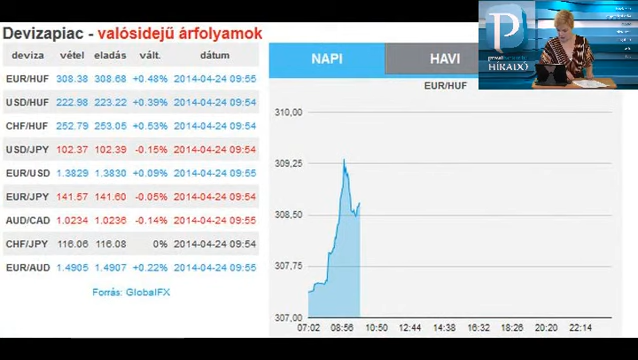 Devizapiac - valósidejű árfolyamok
deviza vétel eladás vált. dátum
EUR/HUF 308.38 308.68 +0.48% 2014-04-24 09:55
USD/HUF 222.98 223.22 +0.39% 2014-04-24 09:54
CHF/HUF 252.79 253.05 +0.53% 2014-04-24 09:54
USD/JPY 102.37 102.39 -0.15% 2014-04-24 09:54
EUR/USD 1.3829 1.3830 +0.09% 2014-04-24 09:55
EUR/JPY 141.57 141.60 -0.05% 2014-04-24 09:54
AUD/CAD 1.0234 1.0236 -0.14% 2014-04-24 09:54
CHF/JPY 116.06 116.08 0% 2014-04-24 09:54
EUR/AUD 1.4905 1.4907 +0.22% 2014-04-24 09:55
Forrás: GlobalFX
NAPI
HAVI
EUR/HUF
310,00
309,25
308,50
307,75
307,00
07:02 08:56 10:50 12:44 14:38 16:32 18:26 20:20 22:14
P
HÍRADÓ